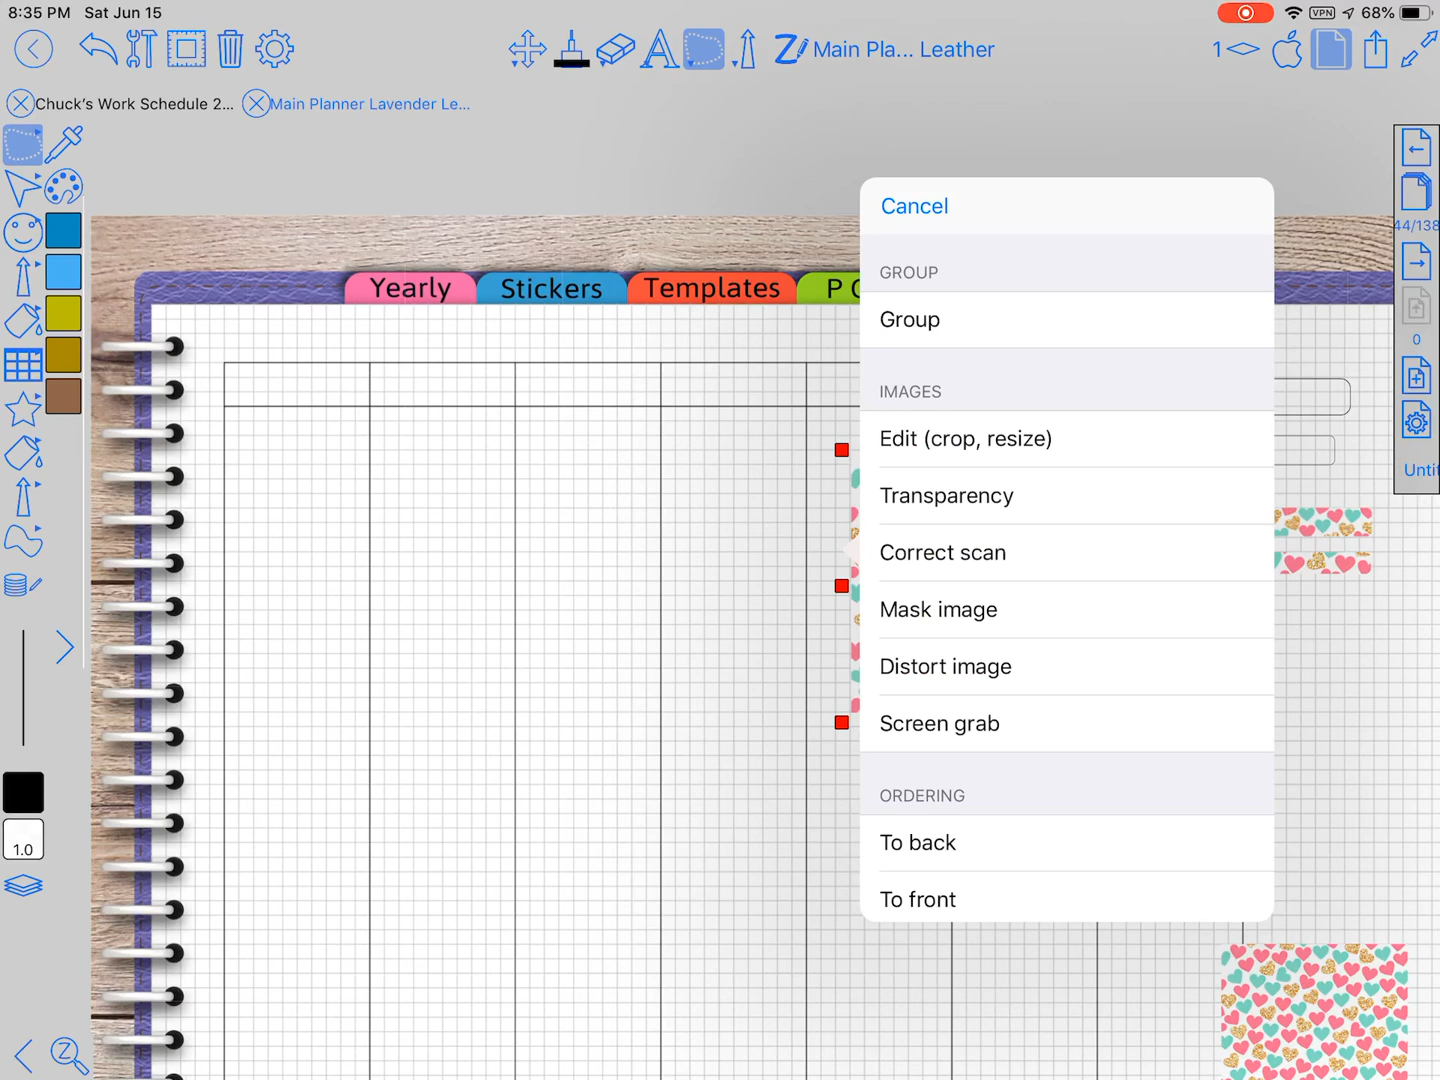 8:35 PM Sat Jun 15
VPN 68%
Main Pla... Leather
1
Chuck's Work Schedule 2...
Main Planner Lavender Le...
Yearly
Stickers
Templates
P
Cancel
GROUP
Group
IMAGES
Edit (crop, resize)
Transparency
Correct scan
Mask image
Distort image
Screen grab
ORDERING
To back
To front
44/138
0
Unti
1.0